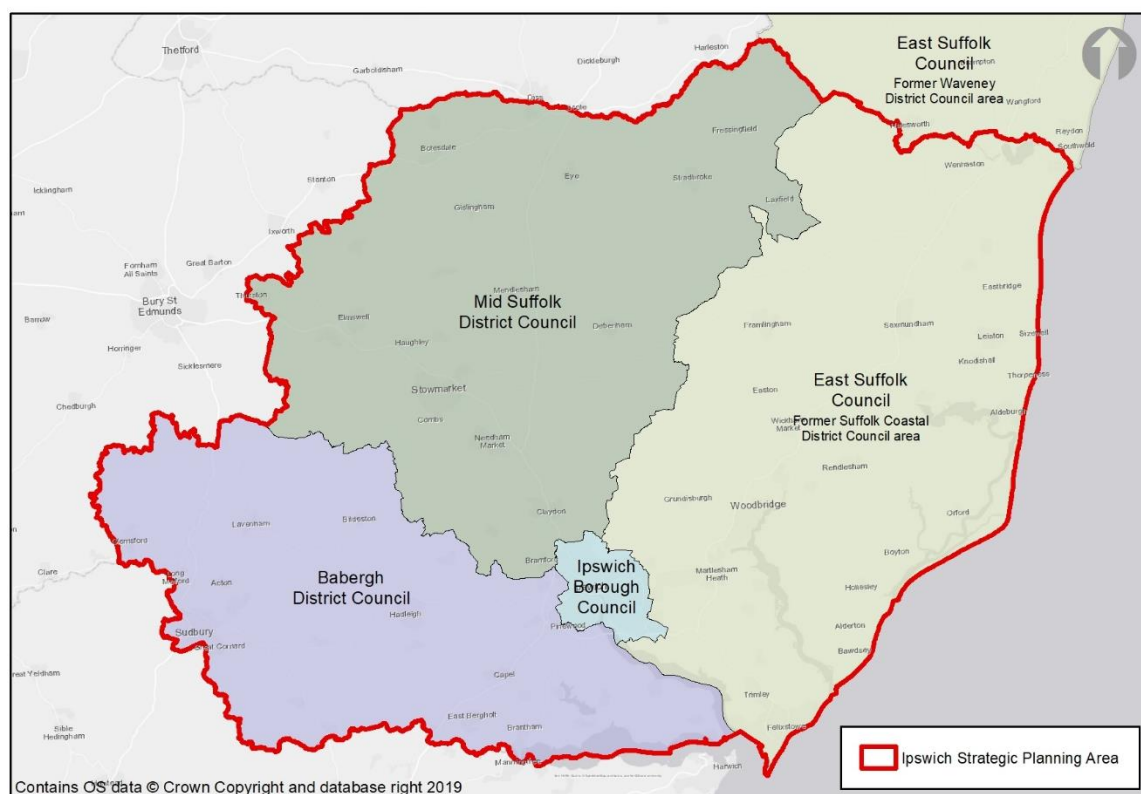 Thetford
Garboldisham
Dickleburgh
Harleston
Diss
East Suffolk
Council
Former Waveney
District Council area
Wangford
Reydon
Southwold
Halesworth
Wenhaston
Fressingfield
Stradbroke
Laxfield
Eye
Botesdale
Gislingham
Stanton
Ixworth
Icklingham
Fornham
All Saints
Great Barton
Thurston
Bury St
Edmunds
Barrow
Horringer
Sicklesmere
Chedburgh
Mid Suffolk
District Council
Mendlesham
Debenham
Elmswell
Haughley
Stowmarket
Combs
Needham
Market
Claydon
Bramford
Framlingham
Saxmundham
Eastbridge
Leiston
Sizewell
Knodishall
Thorpeness
Aldeburgh
Easton
Wickham
Market
East Suffolk
Council
Former Suffolk Coastal
District Council area
Rendlesham
Grundisburgh
Woodbridge
Orford
Boyton
Martlesham
Heath
Hollesley
Alderton
Bawdsey
Trimley
Felixstowe
Harwich
Ipswich
Borough
Council
Pinewood
Babergh
District Council
Lavenham
Bildeston
Glemsford
Clare
Long
Melford
Acton
Sudbury
Great Cornard
Hadleigh
Capel
East Bergholt
Brantham
Manningtree
Sible
Hedingham
Ipswich Strategic Planning Area
Contains OS data © Crown Copyright and database right 2019